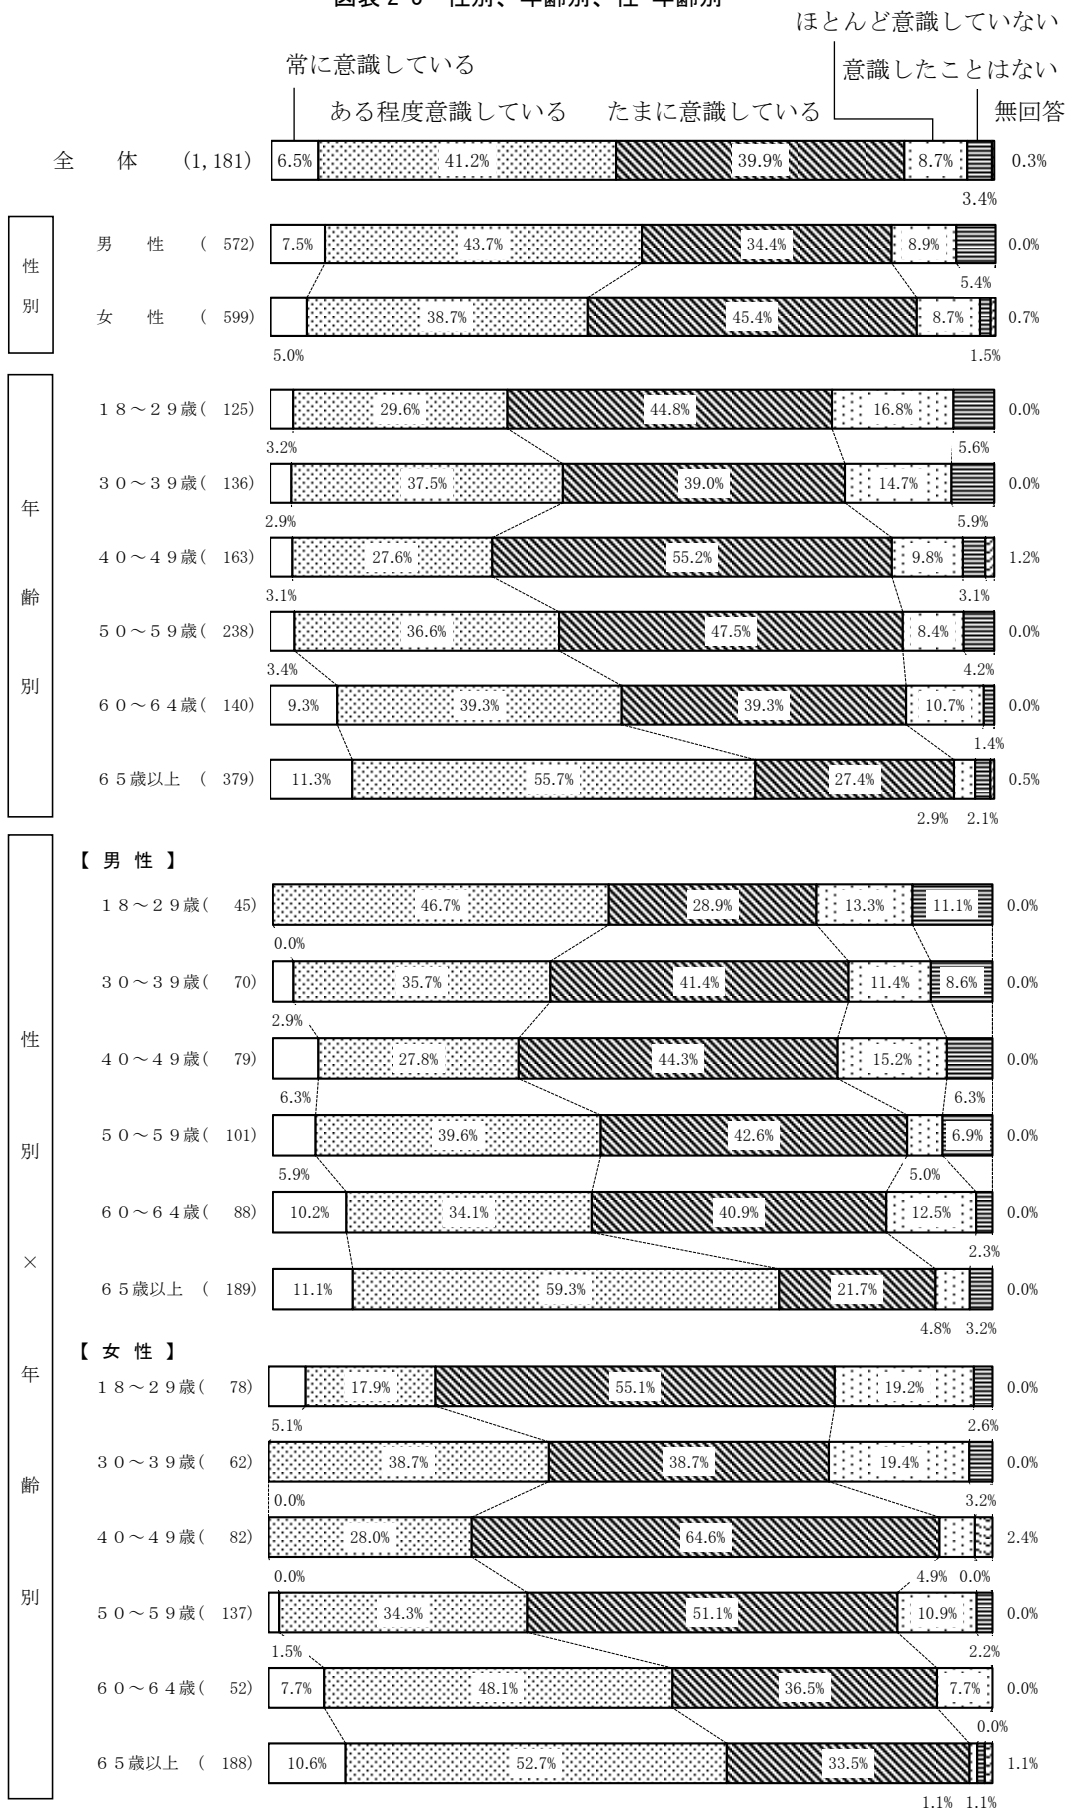 ほとんど意識していない
常に意識している 意識したことはない
ある程度意識している たまに意識している 無回答
全 体 (1,181) 6.5% 41.2% 39.9% 8.7% 0.3%
3.4%
性別
男 性 ( 572) 7.5% 43.7% 34.4% 8.9% 0.0%
5.4%
女 性 ( 599) 38.7% 45.4% 8.7% 0.7%
5.0% 1.5%
年齢別
18～29歳( 125) 29.6% 44.8% 16.8% 0.0%
3.2% 5.6%
30～39歳( 136) 37.5% 39.0% 14.7% 0.0%
2.9% 5.9%
40～49歳( 163) 27.6% 55.2% 9.8% 1.2%
3.1% 3.1%
50～59歳( 238) 36.6% 47.5% 8.4% 0.0%
3.4% 4.2%
60～64歳( 140) 9.3% 39.3% 39.3% 10.7% 0.0%
1.4%
65歳以上 ( 379) 11.3% 55.7% 27.4% 0.5%
2.9% 2.1%
性別×年齢別
【 男 性 】
18～29歳( 45) 46.7% 28.9% 13.3% 11.1% 0.0%
0.0%
30～39歳( 70) 35.7% 41.4% 11.4% 8.6% 0.0%
2.9%
40～49歳( 79) 27.8% 44.3% 15.2% 0.0%
6.3% 6.3%
50～59歳( 101) 39.6% 42.6% 6.9% 0.0%
5.9% 5.0%
60～64歳( 88) 10.2% 34.1% 40.9% 12.5% 0.0%
2.3%
65歳以上 ( 189) 11.1% 59.3% 21.7% 0.0%
4.8% 3.2%
【 女 性 】
18～29歳( 78) 17.9% 55.1% 19.2% 0.0%
5.1% 2.6%
30～39歳( 62) 38.7% 38.7% 19.4% 0.0%
0.0% 3.2%
40～49歳( 82) 28.0% 64.6% 2.4%
0.0% 4.9% 0.0%
50～59歳( 137) 34.3% 51.1% 10.9% 0.0%
1.5% 2.2%
60～64歳( 52) 7.7% 48.1% 36.5% 7.7% 0.0%
0.0%
65歳以上 ( 188) 10.6% 52.7% 33.5% 1.1%
1.1% 1.1%